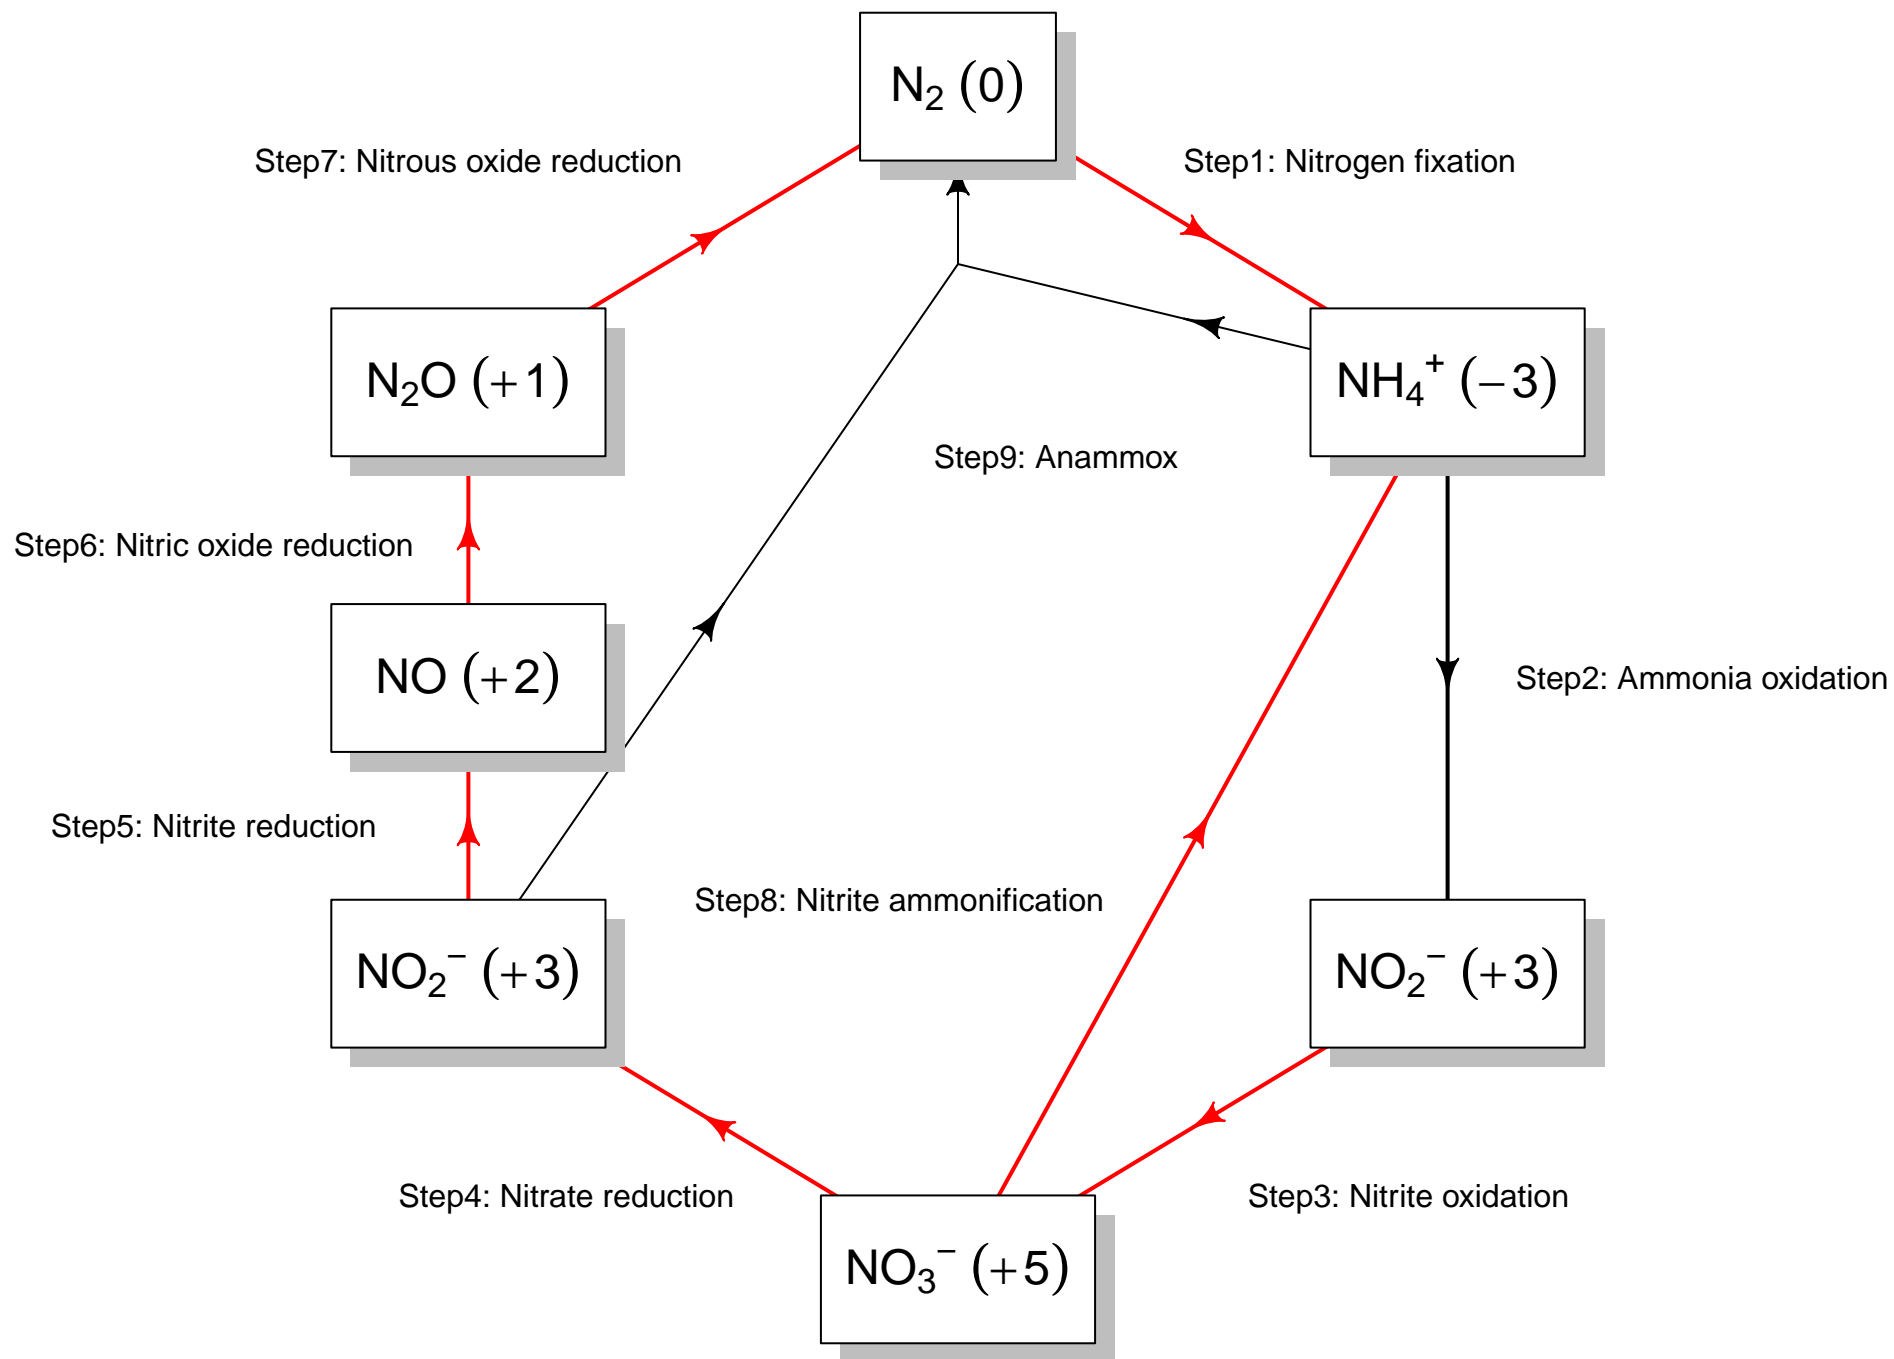 N₂ (0)
Step7: Nitrous oxide reduction
Step1: Nitrogen fixation
N₂O (+1)
NH₄⁺ (−3)
Step9: Anammox
Step6: Nitric oxide reduction
NO (+2)
Step2: Ammonia oxidation
Step5: Nitrite reduction
Step8: Nitrite ammonification
NO₂⁻ (+3)
NO₂⁻ (+3)
Step4: Nitrate reduction
Step3: Nitrite oxidation
NO₃⁻ (+5)